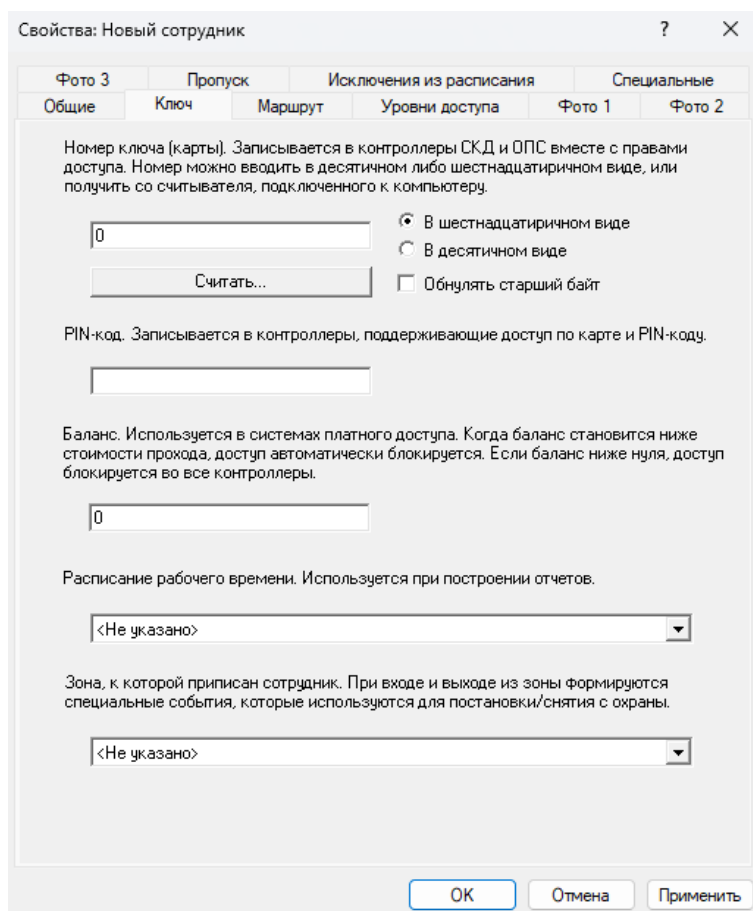 Свойства: Новый сотрудник
?
Фото 3
Пропуск
Исключения из расписания
Специальные
Общие
Ключ
Маршрут
Уровни доступа
Фото 1
Фото 2
Номер ключа (карты). Записывается в контроллеры СКД и ОПС вместе с правами
доступа. Номер можно вводить в десятичном либо шестнадцатиричном виде, или
получить со считывателя, подключенного к компьютеру.
0
В шестнадцатиричном виде
В десятичном виде
Считать...
Обнулять старший байт
PIN-код. Записывается в контроллеры, поддерживающие доступ по карте и PIN-коду.
Баланс. Используется в системах платного доступа. Когда баланс становится ниже
стоимости прохода, доступ автоматически блокируется. Если баланс ниже нуля, доступ
блокируется во все контроллеры.
0
Расписание рабочего времени. Используется при построении отчетов.
<Не указано>
Зона, к которой приписан сотрудник. При входе и выходе из зоны формируются
специальные события, которые используются для постановки/снятия с охраны.
<Не указано>
OK
Отмена
Применить